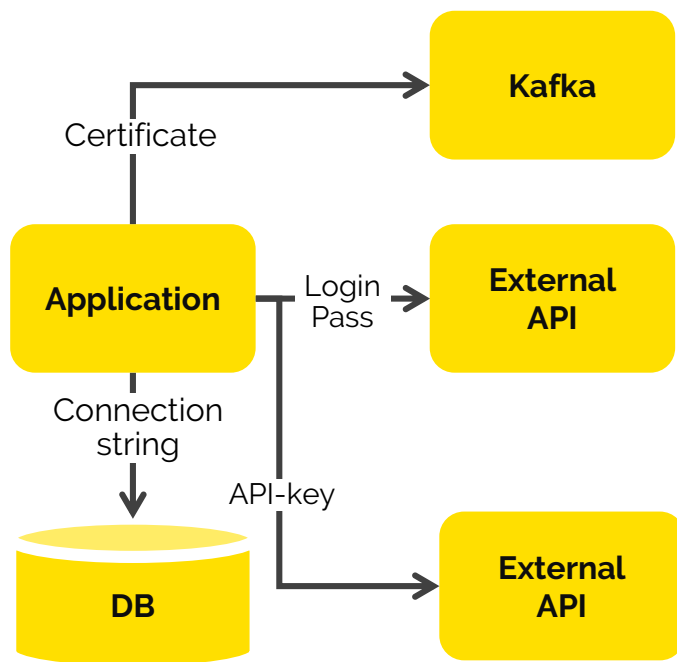 Kafka
Certificate
Application
Login
Pass
External
API
Connection
string
API-key
DB
External
API